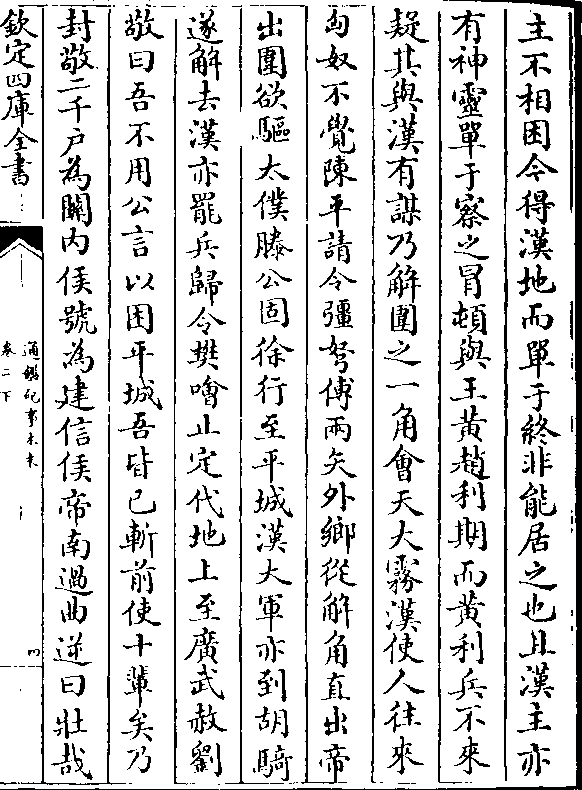 主不相困令得漢地而單于終非能居之也且漢主亦
有神靈單于察之冒頓與王黄趙利期而黄利兵不來
疑其與漢有謀乃解圍之一角會天大霧漢使人往來
匈奴不覺陳平請令彊弩傅兩矢外鄉從解角直出帝
出圍欲驅太僕滕公固徐行至平城漢大軍亦到胡騎
遂解去漢亦罷兵歸令樊噲止定代地上至廣武赦劉
敬曰吾不用公言以困平城吾皆已斬前使十輩矣乃
封敬二千户為關内侯號為建信侯帝南過曲逆曰壯哉
欽定四庫全書
通鑑紀事本末
卷二下
四